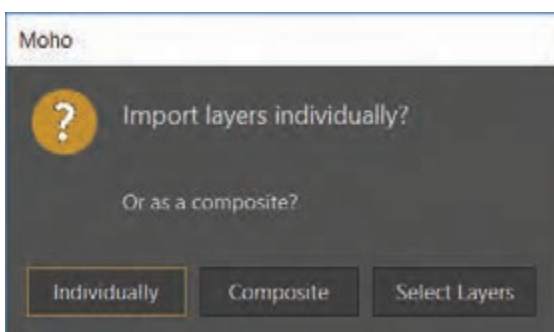 Moho
Import layers individually?
Or as a composite?
Individually Composite Select Layers